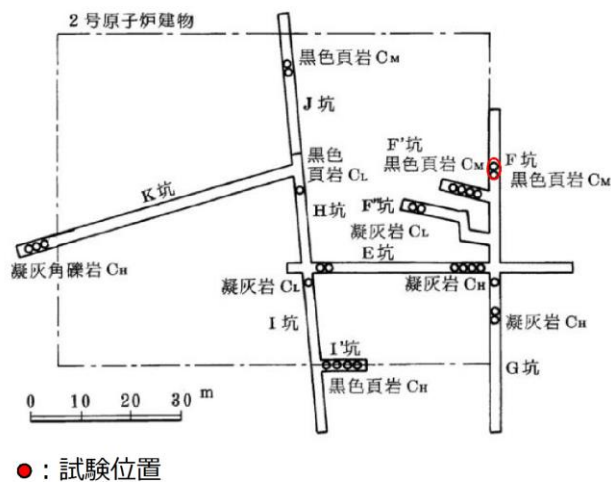 2号原子炉建物
黒色頁岩 CM
J坑
黒色
頁岩 CL
F'坑
黒色頁岩 CM
F坑
黒色頁岩 CM
K坑
H坑
F"坑
凝灰岩 CL
E坑
凝灰角礫岩 CH
凝灰岩 CL
凝灰岩 CH
凝灰岩 CH
I坑
I'坑
G坑
黒色頁岩 CH
0 10 20 30 m
：試験位置